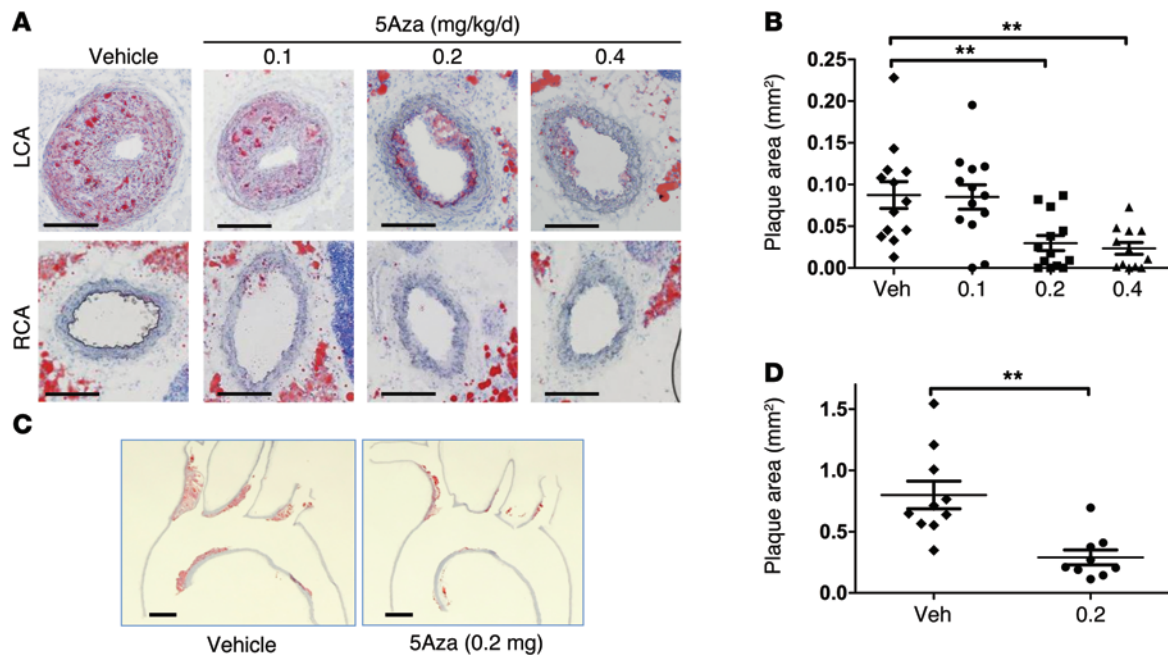 A
5Aza (mg/kg/d)
Vehicle 0.1 0.2 0.4
LCA
RCA
B
** 
**
Plaque area (mm²)
0.25
0.20
0.15
0.10
0.05
0.00
Veh 0.1 0.2 0.4
C
Vehicle 5Aza (0.2 mg)
D
**
Plaque area (mm²)
1.5
1.0
0.5
0.0
Veh 0.2